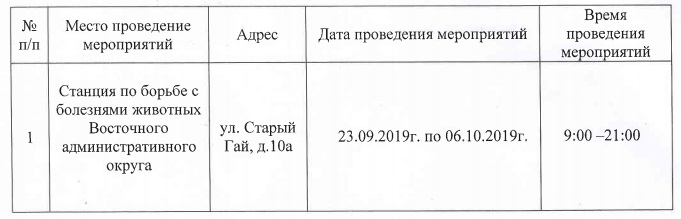 №
п/п
Место проведение
мероприятий
Адрес
Дата проведения мероприятий
Время
проведения
мероприятий
1
Станция по борьбе с
болезнями животных
Восточного
административного
округа
ул. Старый
Гай, д.10а
23.09.2019г. по 06.10.2019г.
9:00 –21:00